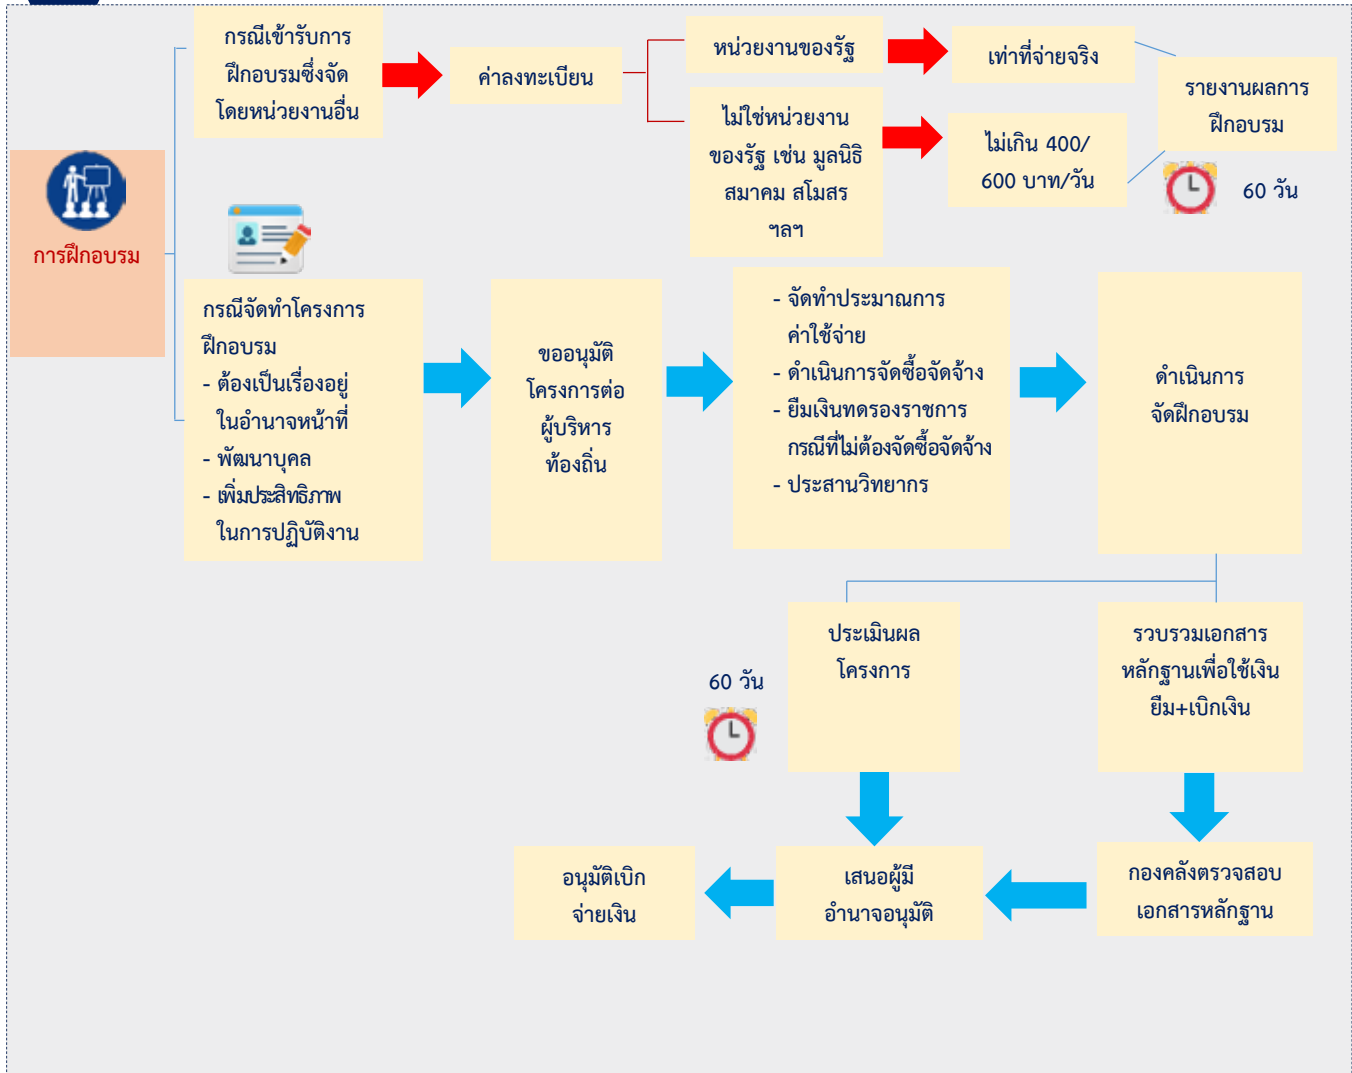 การฝึกอบรม
กรณีเข้ารับการ
ฝึกอบรมซึ่งจัด
โดยหน่วยงานอื่น
ค่าลงทะเบียน
หน่วยงานของรัฐ
เท่าที่จ่ายจริง
ไม่ใช่หน่วยงาน
ของรัฐ เช่น มูลนิธิ
สมาคม สโมสร
ฯลฯ
ไม่เกิน 400/
600 บาท/วัน
รายงานผลการ
ฝึกอบรม
60 วัน
กรณีจัดทำโครงการ
ฝึกอบรม
- ต้องเป็นเรื่องอยู่
ในอำนาจหน้าที่
- พัฒนาบุคล
- เพิ่มประสิทธิภาพ
ในการปฏิบัติงาน
ขออนุมัติ
โครงการต่อ
ผู้บริหาร
ท้องถิ่น
- จัดทำประมาณการ
ค่าใช้จ่าย
- ดำเนินการจัดซื้อจัดจ้าง
- ยืมเงินทดรองราชการ
กรณีที่ไม่ต้องจัดซื้อจัดจ้าง
- ประสานวิทยากร
ดำเนินการ
จัดฝึกอบรม
ประเมินผล
โครงการ
60 วัน
รวบรวมเอกสาร
หลักฐานเพื่อใช้เงิน
ยืม+เบิกเงิน
กองคลังตรวจสอบ
เอกสารหลักฐาน
เสนอผู้มี
อำนาจอนุมัติ
อนุมัติเบิก
จ่ายเงิน